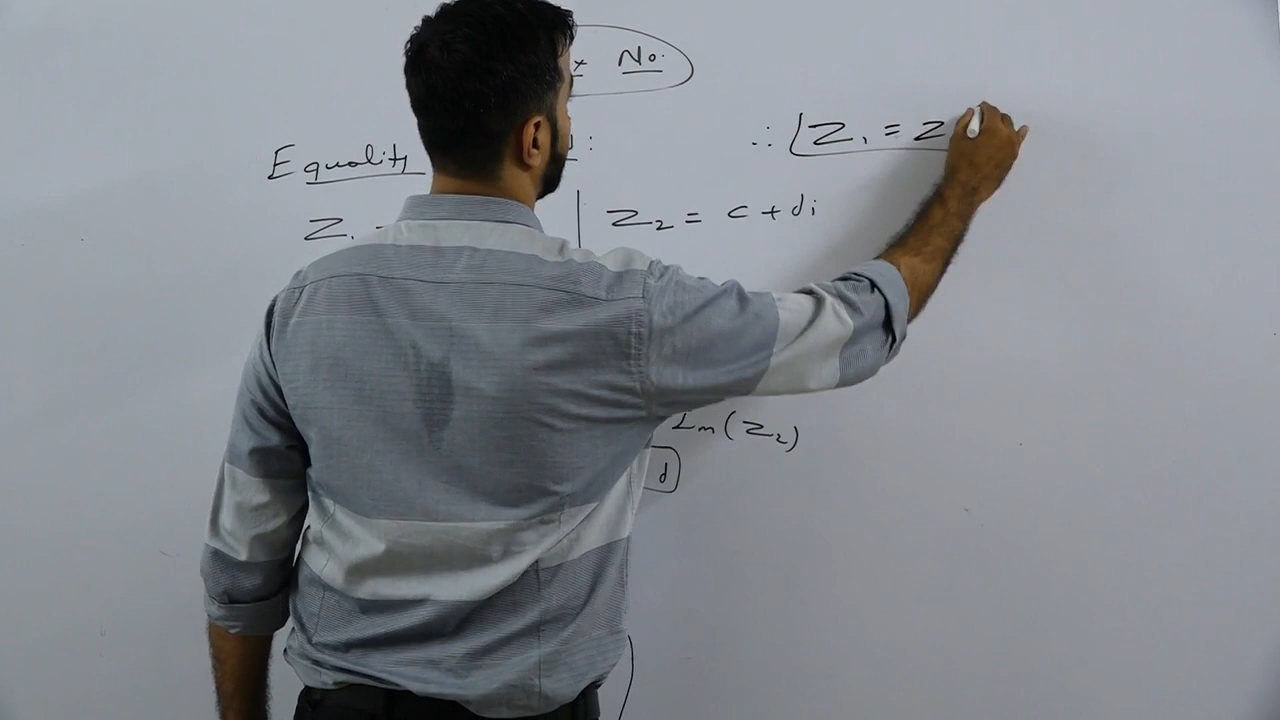 No.
Equality :
Z₁ | Z₂ = c + di
Im(Z₂)
d
∴ Z₁ = Z